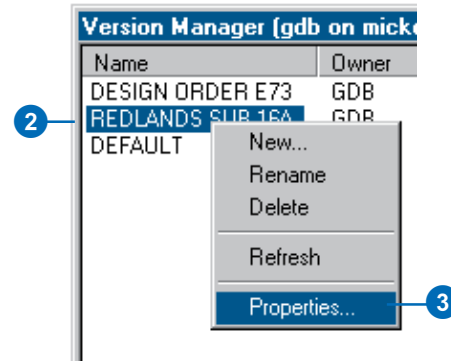 Version Manager (gdb on micke
Name Owner
DESIGN ORDER E73 GDB
2 REDLANDS SUB 16A GDB
DEFAULT
New...
Rename
Delete
Refresh
Properties... 3